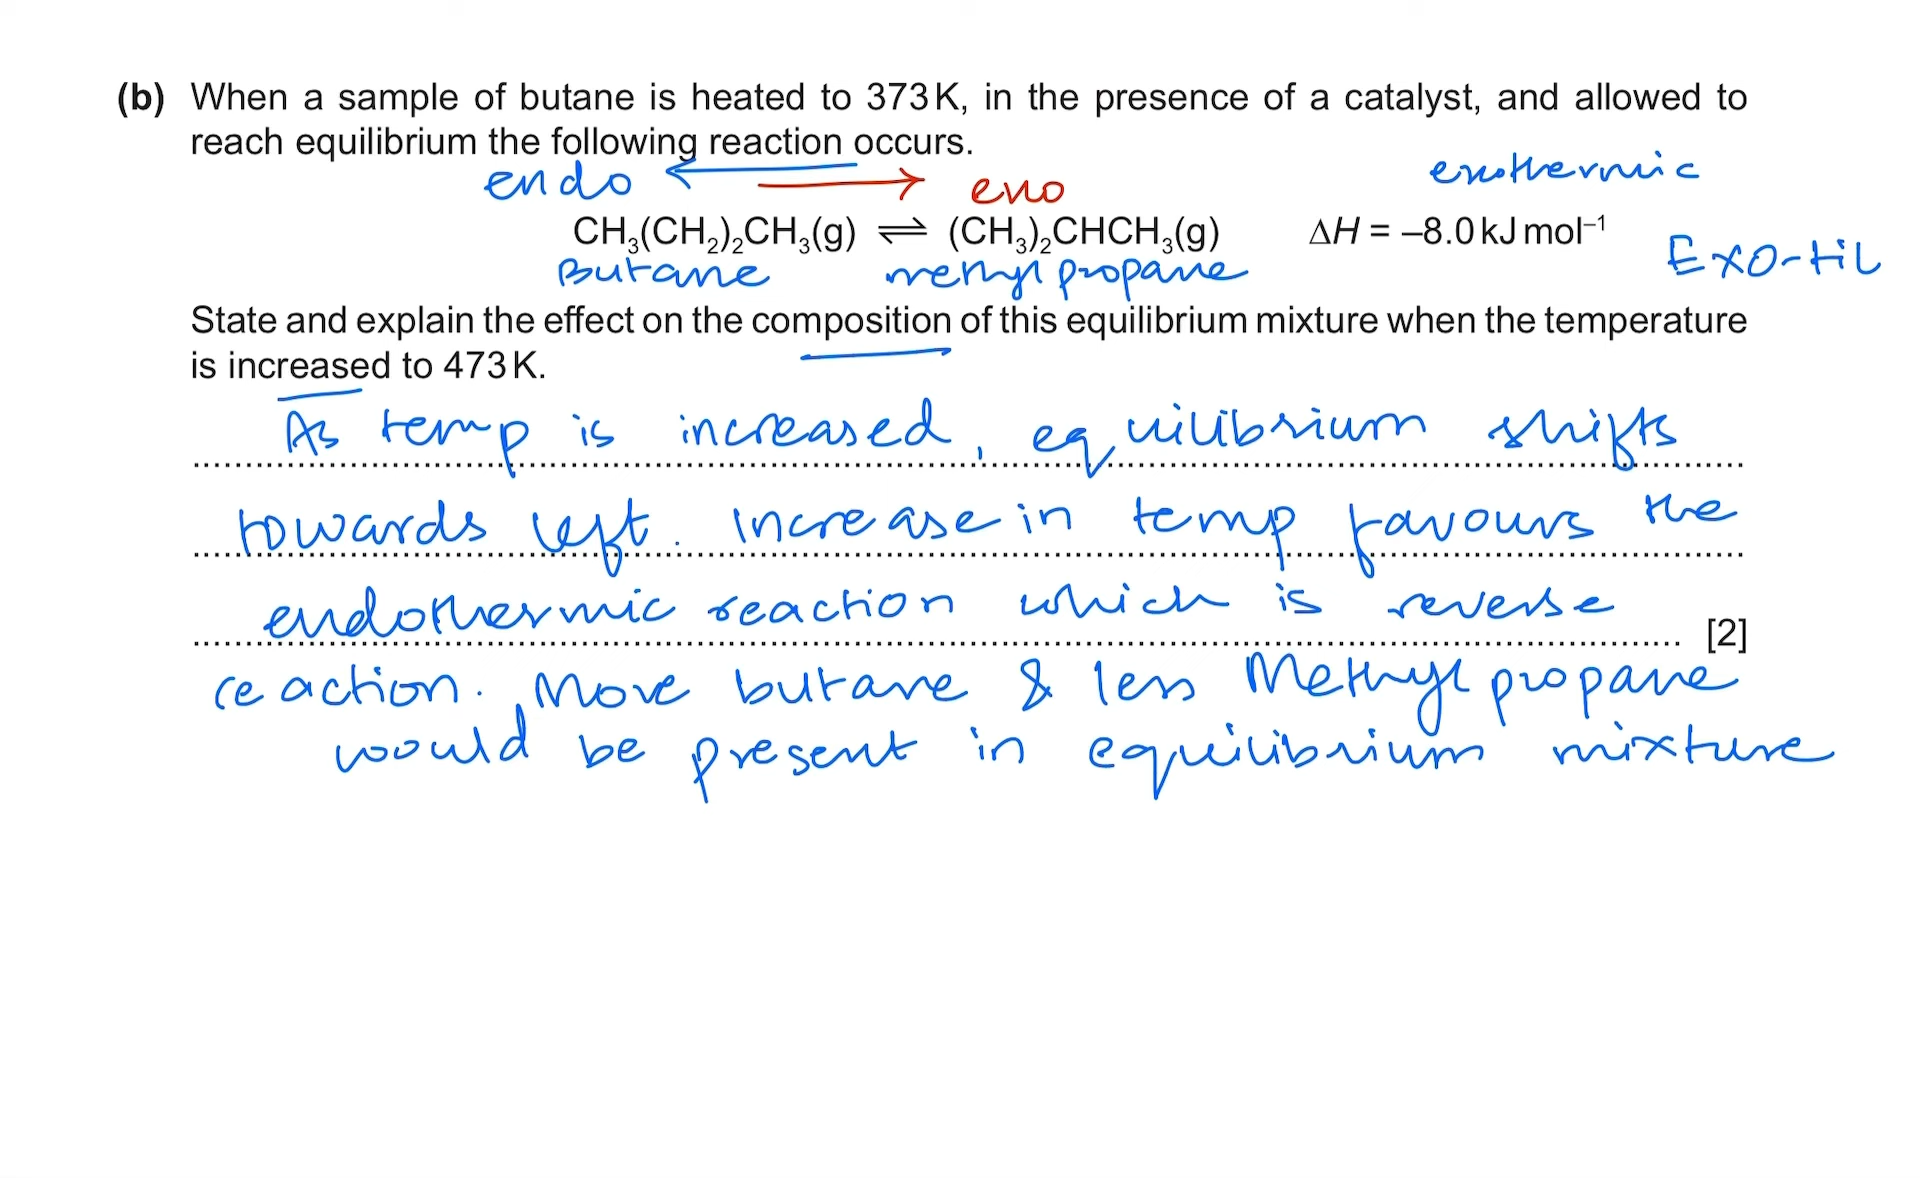 (b) When a sample of butane is heated to 373 K, in the presence of a catalyst, and allowed to
reach equilibrium the following reaction occurs.
endo exo exothermic
CH₃(CH₂)₂CH₃(g) ⇌ (CH₃)₂CHCH₃(g) ΔH = –8.0 kJ mol⁻¹
Butane methyl propane Exo-til
State and explain the effect on the composition of this equilibrium mixture when the temperature
is increased to 473 K.
As temp is increased, equilibrium shifts
towards left. Increase in temp favours the
endothermic reaction which is reverse
[2]
reaction. More butane & less Methyl propane
would be present in equilibrium mixture